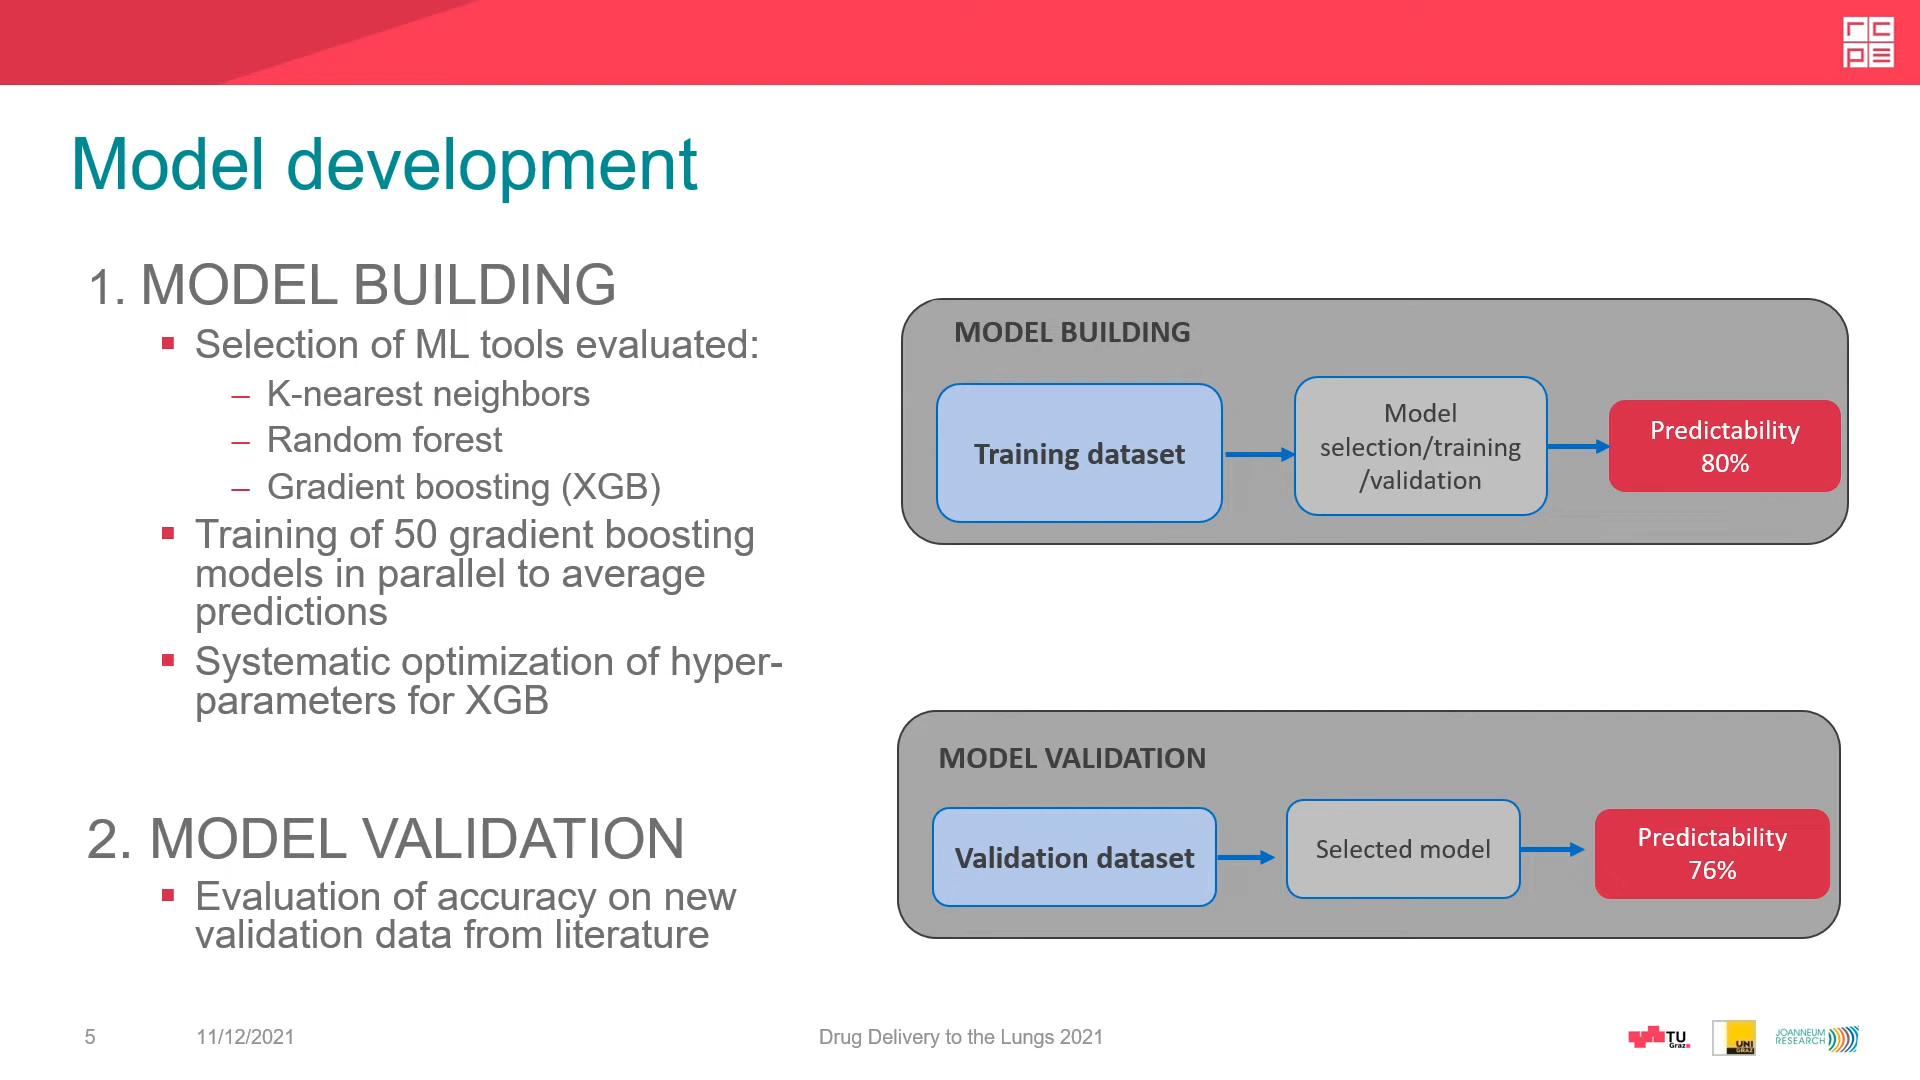 rcpe
Model development
1. MODEL BUILDING
Selection of ML tools evaluated:
– K-nearest neighbors
– Random forest
– Gradient boosting (XGB)
Training of 50 gradient boosting
models in parallel to average
predictions
Systematic optimization of hyper-
parameters for XGB
2. MODEL VALIDATION
Evaluation of accuracy on new
validation data from literature
MODEL BUILDING
Training dataset
Model
selection/training
/validation
Predictability
80%
MODEL VALIDATION
Validation dataset
Selected model
Predictability
76%
5
11/12/2021
Drug Delivery to the Lungs 2021
TU
Graz
UNI
GRAZ
JOANNEUM
RESEARCH